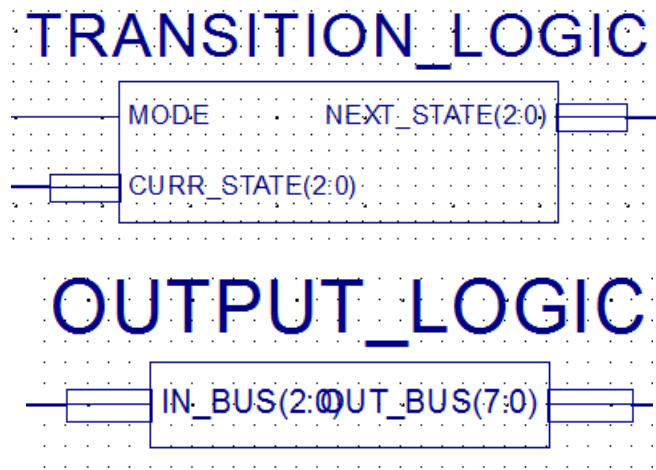 TRANSITION_LOGIC
MODE NEXT_STATE(2:0)
CURR_STATE(2:0)
OUTPUT_LOGIC
IN_BUS(2:0) OUT_BUS(7:0)